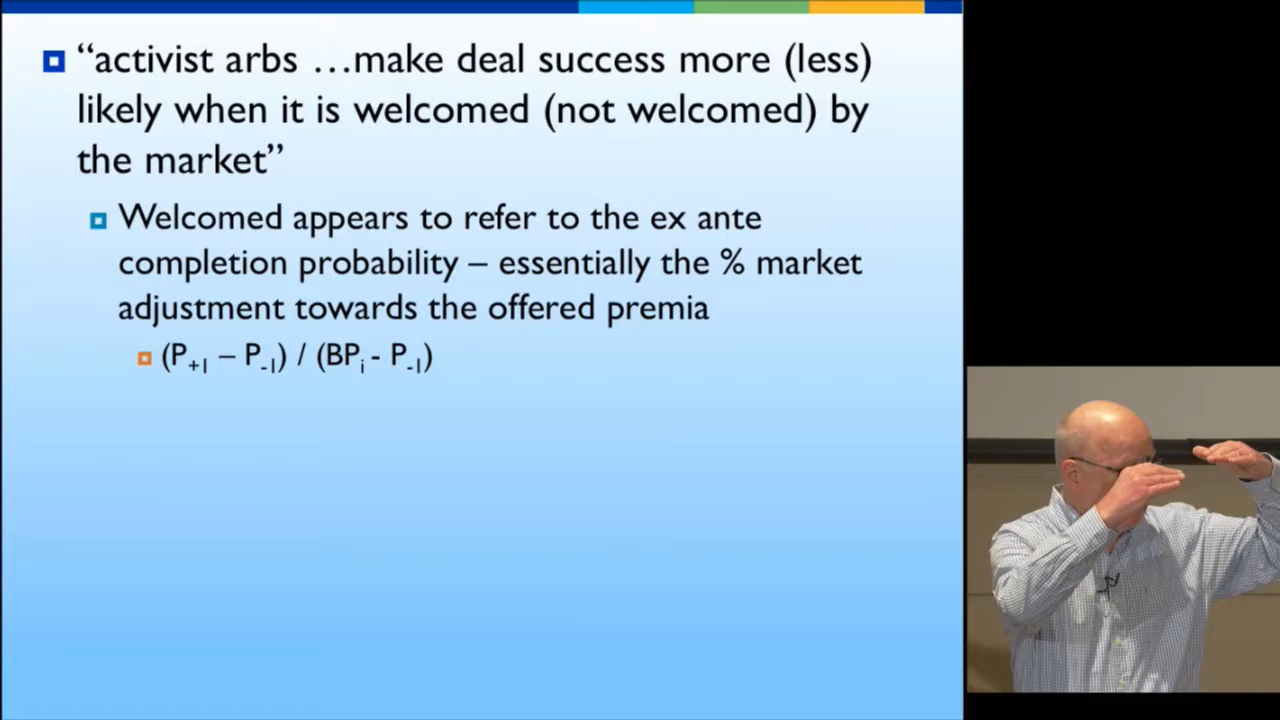 “activist arbs …make deal success more (less)
likely when it is welcomed (not welcomed) by
the market”
Welcomed appears to refer to the ex ante
completion probability – essentially the % market
adjustment towards the offered premia
(P+1 – P-1) / (BPi - P-1)